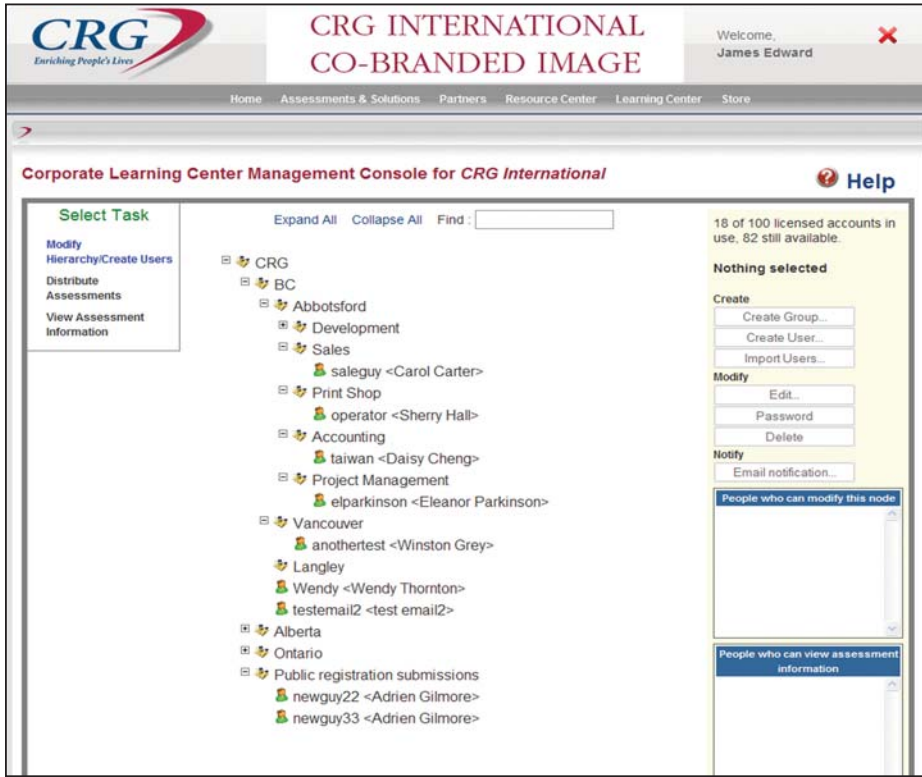 CRG
Enriching People's Lives
CRG INTERNATIONAL
CO-BRANDED IMAGE
Welcome,
James Edward
Home Assessments & Solutions Partners Resource Center Learning Center Store
Corporate Learning Center Management Console for CRG International
Help
Select Task
Modify
Hierarchy/Create Users
Distribute
Assessments
View Assessment
Information
Expand All Collapse All Find :
CRG
BC
Abbotsford
Development
Sales
saleguy <Carol Carter>
Print Shop
operator <Sherry Hall>
Accounting
taiwan <Daisy Cheng>
Project Management
elparkinson <Eleanor Parkinson>
Vancouver
anothertest <Winston Grey>
Langley
Wendy <Wendy Thornton>
testemail2 <test email2>
Alberta
Ontario
Public registration submissions
newguy22 <Adrien Gilmore>
newguy33 <Adrien Gilmore>
18 of 100 licensed accounts in
use, 82 still available.
Nothing selected
Create
Create Group...
Create User...
Import Users...
Modify
Edit...
Password
Delete
Notify
Email notification...
People who can modify this node
People who can view assessment
information